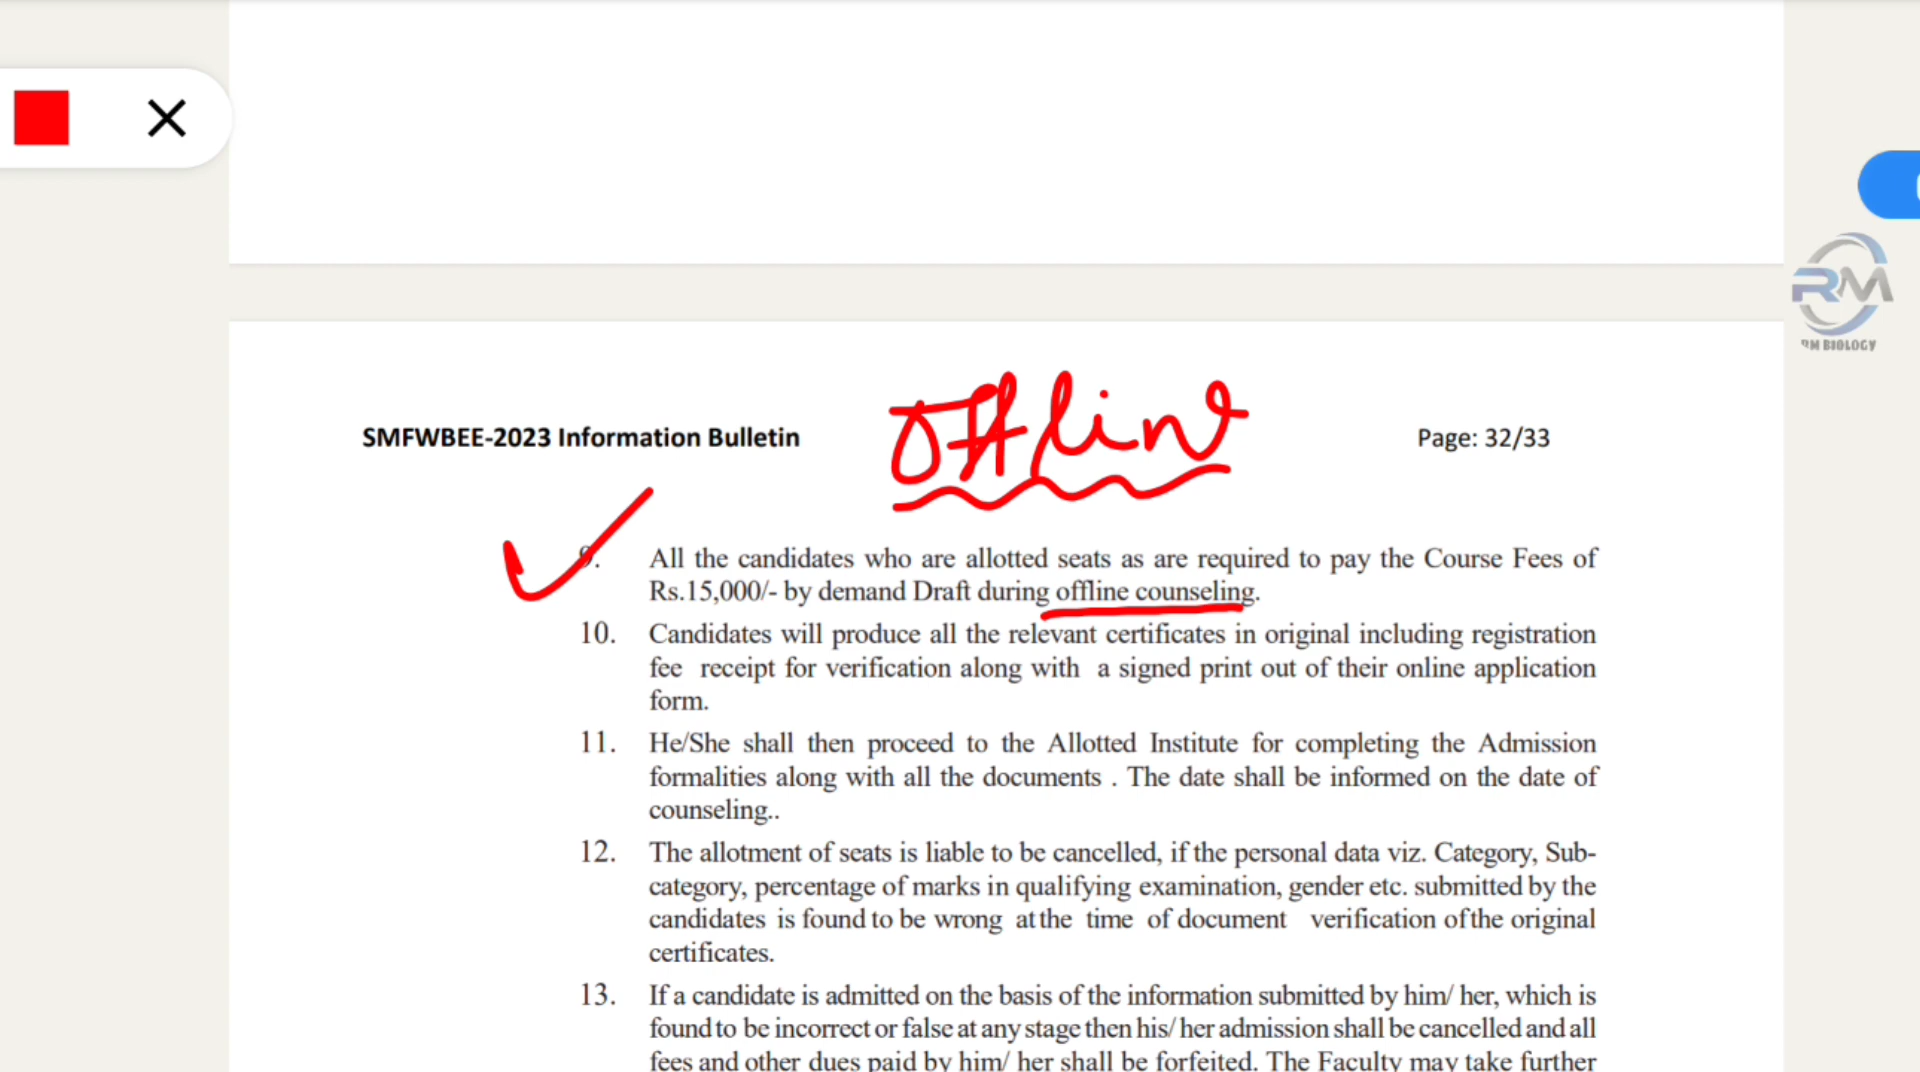 RM
RM BIOLOGY
Offline
SMFWBEE-2023 Information Bulletin
Page: 32/33
9. All the candidates who are allotted seats as are required to pay the Course Fees of
Rs.15,000/- by demand Draft during offline counseling.
10. Candidates will produce all the relevant certificates in original including registration
fee receipt for verification along with a signed print out of their online application
form.
11. He/She shall then proceed to the Allotted Institute for completing the Admission
formalities along with all the documents . The date shall be informed on the date of
counseling..
12. The allotment of seats is liable to be cancelled, if the personal data viz. Category, Sub-
category, percentage of marks in qualifying examination, gender etc. submitted by the
candidates is found to be wrong at the time of document verification of the original
certificates.
13. If a candidate is admitted on the basis of the information submitted by him/ her, which is
found to be incorrect or false at any stage then his/ her admission shall be cancelled and all
fees and other dues paid by him/ her shall be forfeited. The Faculty may take further